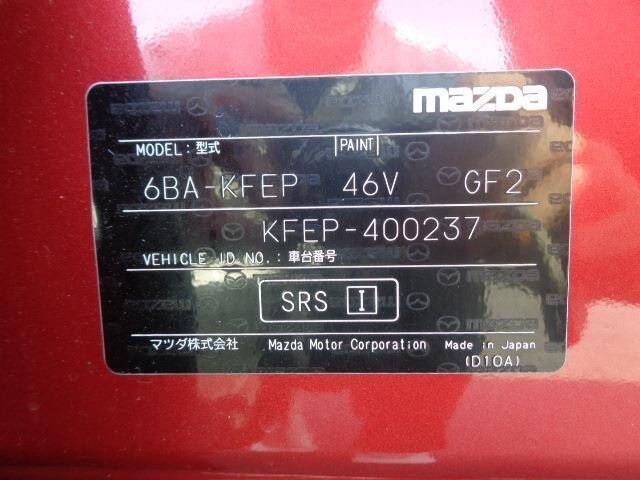 mazda
MODEL: 型式 PAINT
6BA-KFEP 46V GF2
KFEP-400237
VEHICLE I.D NO.: 車台番号
SRS I
マツダ株式会社 Mazda Motor Corporation Made in Japan
(D10A)